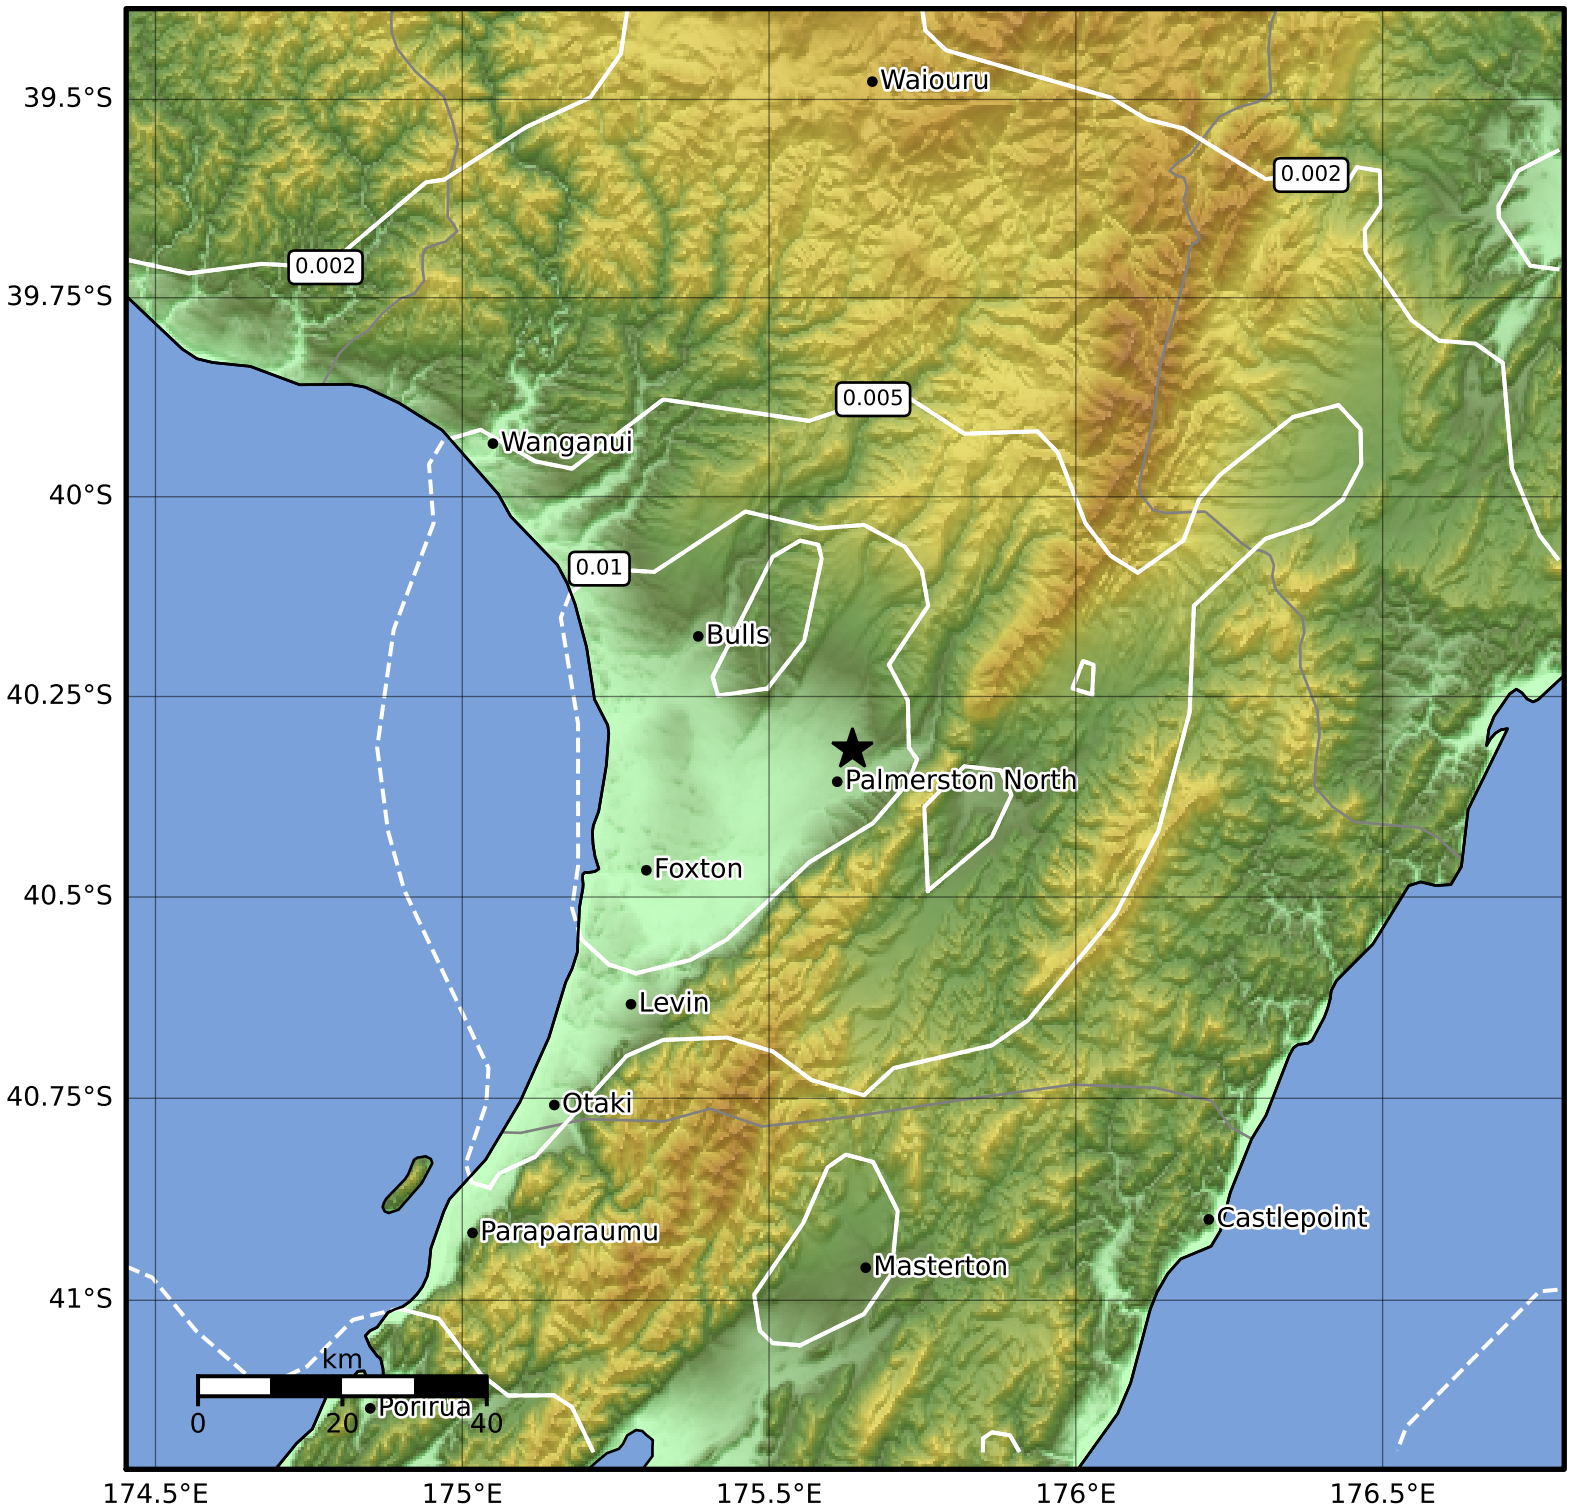 Waiouru
39.5°S
0.002
0.002
39.75°S
0.005
Wanganui
40°S
0.01
Bulls
40.25°S
Palmerston North
Foxton
40.5°S
Levin
40.75°S
Otaki
Castlepoint
Paraparaumu
Masterton
41°S
km
Porirua
0 20 40
174.5°E 175°E 175.5°E 176°E 176.5°E